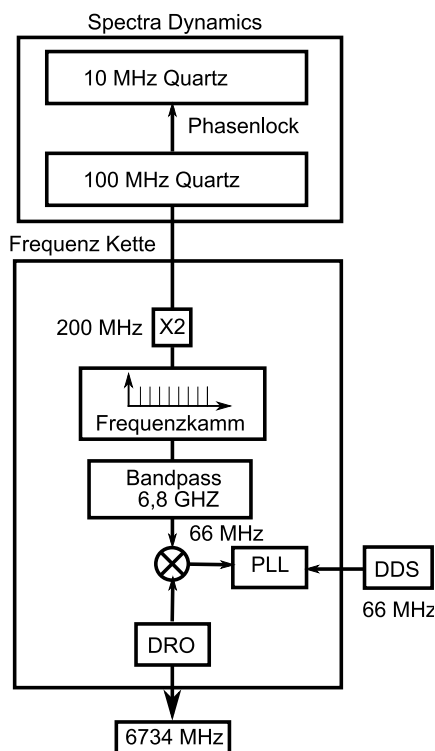 Spectra Dynamics
10 MHz Quartz
Phasenlock
100 MHz Quartz
Frequenz Kette
200 MHz
X2
Frequenzkamm
Bandpass
6,8 GHZ
66 MHz
PLL
DDS
66 MHz
DRO
6734 MHz